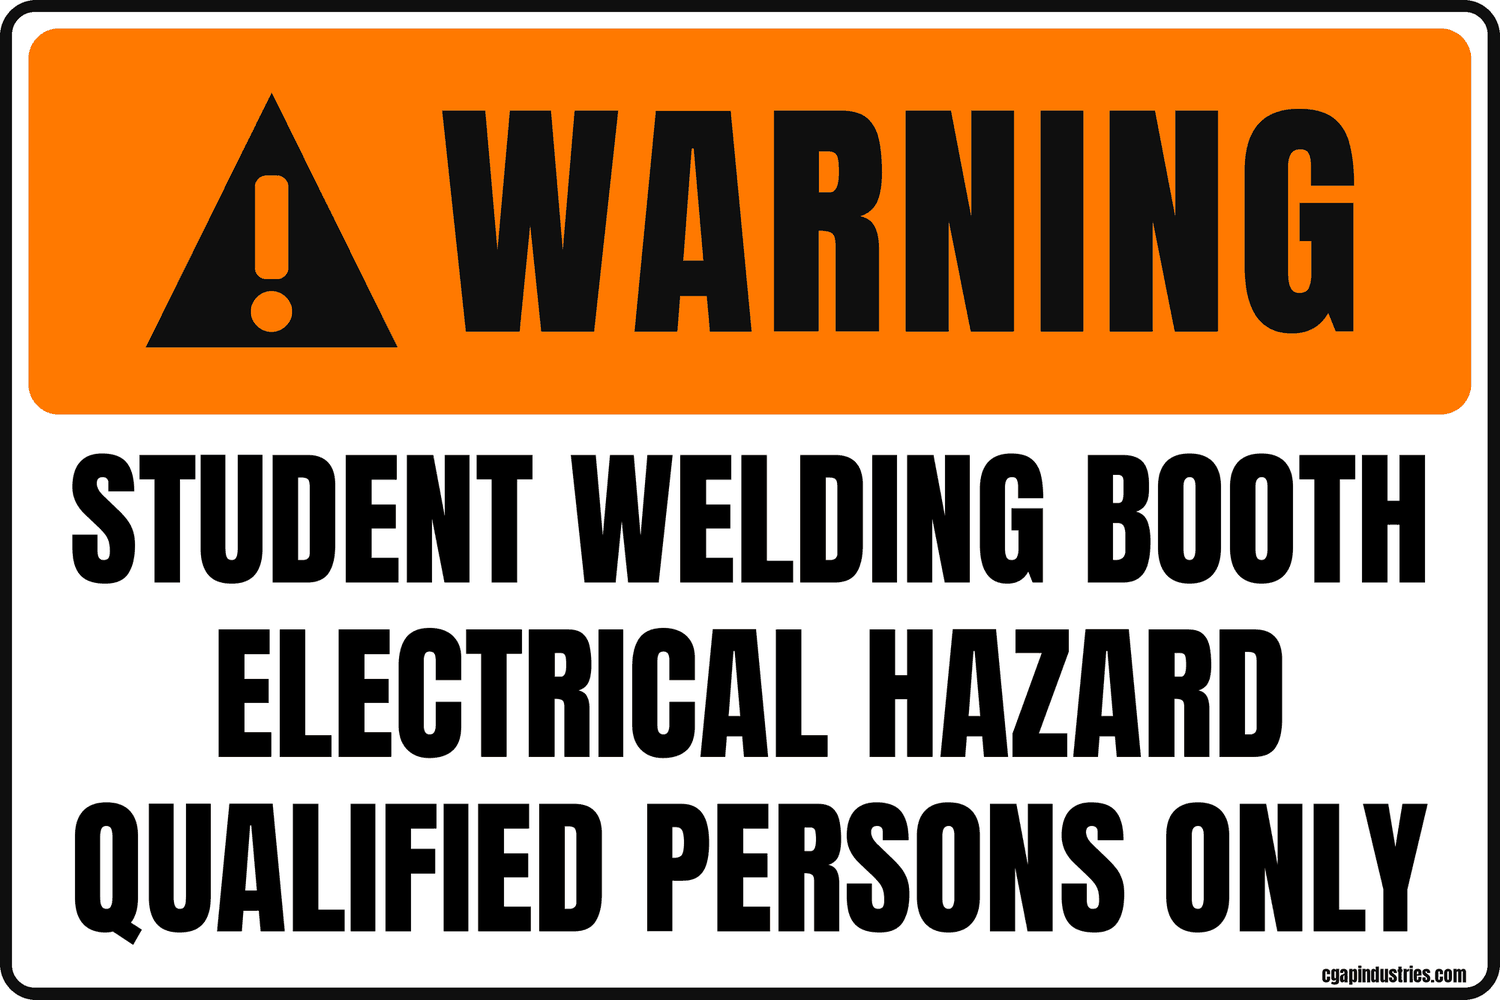 WARNING
STUDENT WELDING BOOTH
ELECTRICAL HAZARD
QUALIFIED PERSONS ONLY
cgapindustries.com